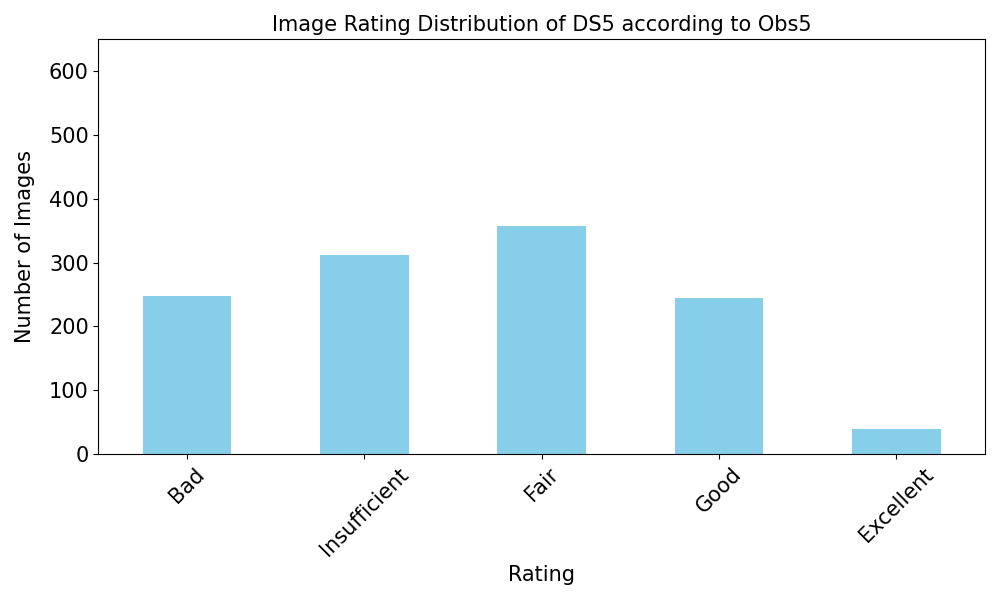 Image Rating Distribution of DS5 according to Obs5
Number of Images
600
500
400
300
200
100
0
Bad
Insufficient
Fair
Good
Excellent
Rating